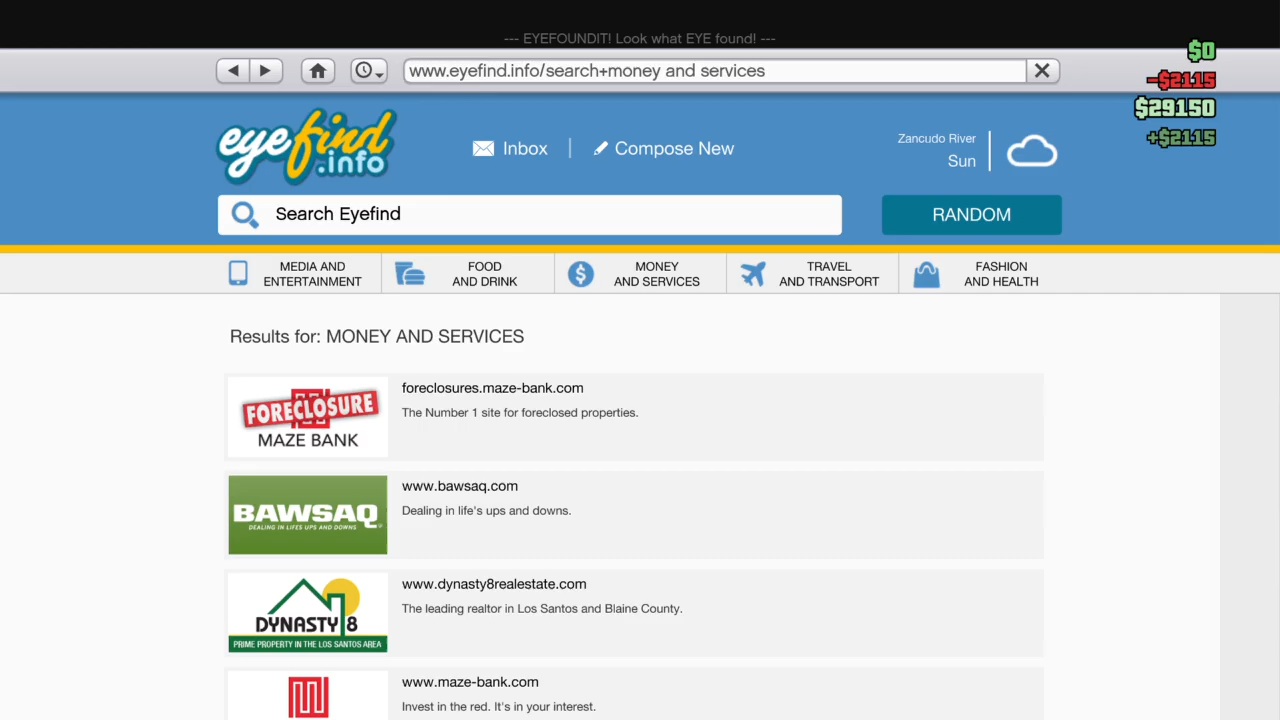 --- EYEFOUNDIT! Look what EYE found! ---
www.eyefind.info/search+money and services
$0
-$2115
$29150
+$2115
eyefind
.info
Inbox
Compose New
Zancudo River
Sun
Search Eyefind
RANDOM
MEDIA AND
ENTERTAINMENT
FOOD
AND DRINK
MONEY
AND SERVICES
TRAVEL
AND TRANSPORT
FASHION
AND HEALTH
Results for: MONEY AND SERVICES
FORECLOSURE
MAZE BANK
foreclosures.maze-bank.com
The Number 1 site for foreclosed properties.
BAWSAQ
DEALING IN LIFES UPS AND DOWNS
www.bawsaq.com
Dealing in life's ups and downs.
DYNASTY 8
PRIME PROPERTY IN THE LOS SANTOS AREA
www.dynasty8realestate.com
The leading realtor in Los Santos and Blaine County.
www.maze-bank.com
Invest in the red. It's in your interest.